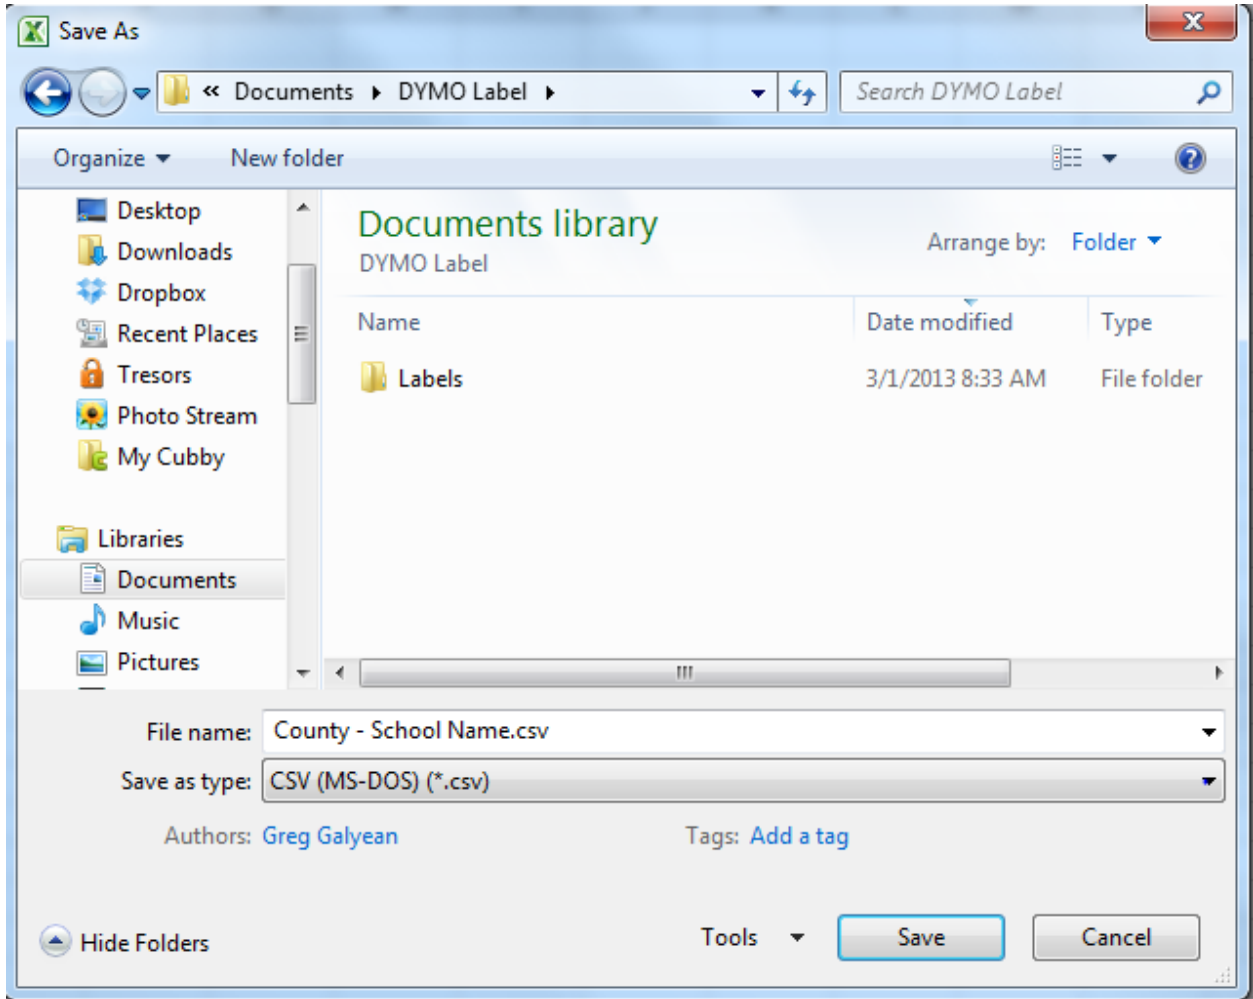 Save As
« Documents DYMO Label
Search DYMO Label
Organize
New folder
Desktop
Downloads
Dropbox
Recent Places
Tresors
Photo Stream
My Cubby
Libraries
Documents
Music
Pictures
Documents library
DYMO Label
Arrange by: Folder
Name Date modified Type
Labels 3/1/2013 8:33 AM File folder
File name: County - School Name.csv
Save as type: CSV (MS-DOS) (*.csv)
Authors: Greg Galyean Tags: Add a tag
Hide Folders Tools Save Cancel